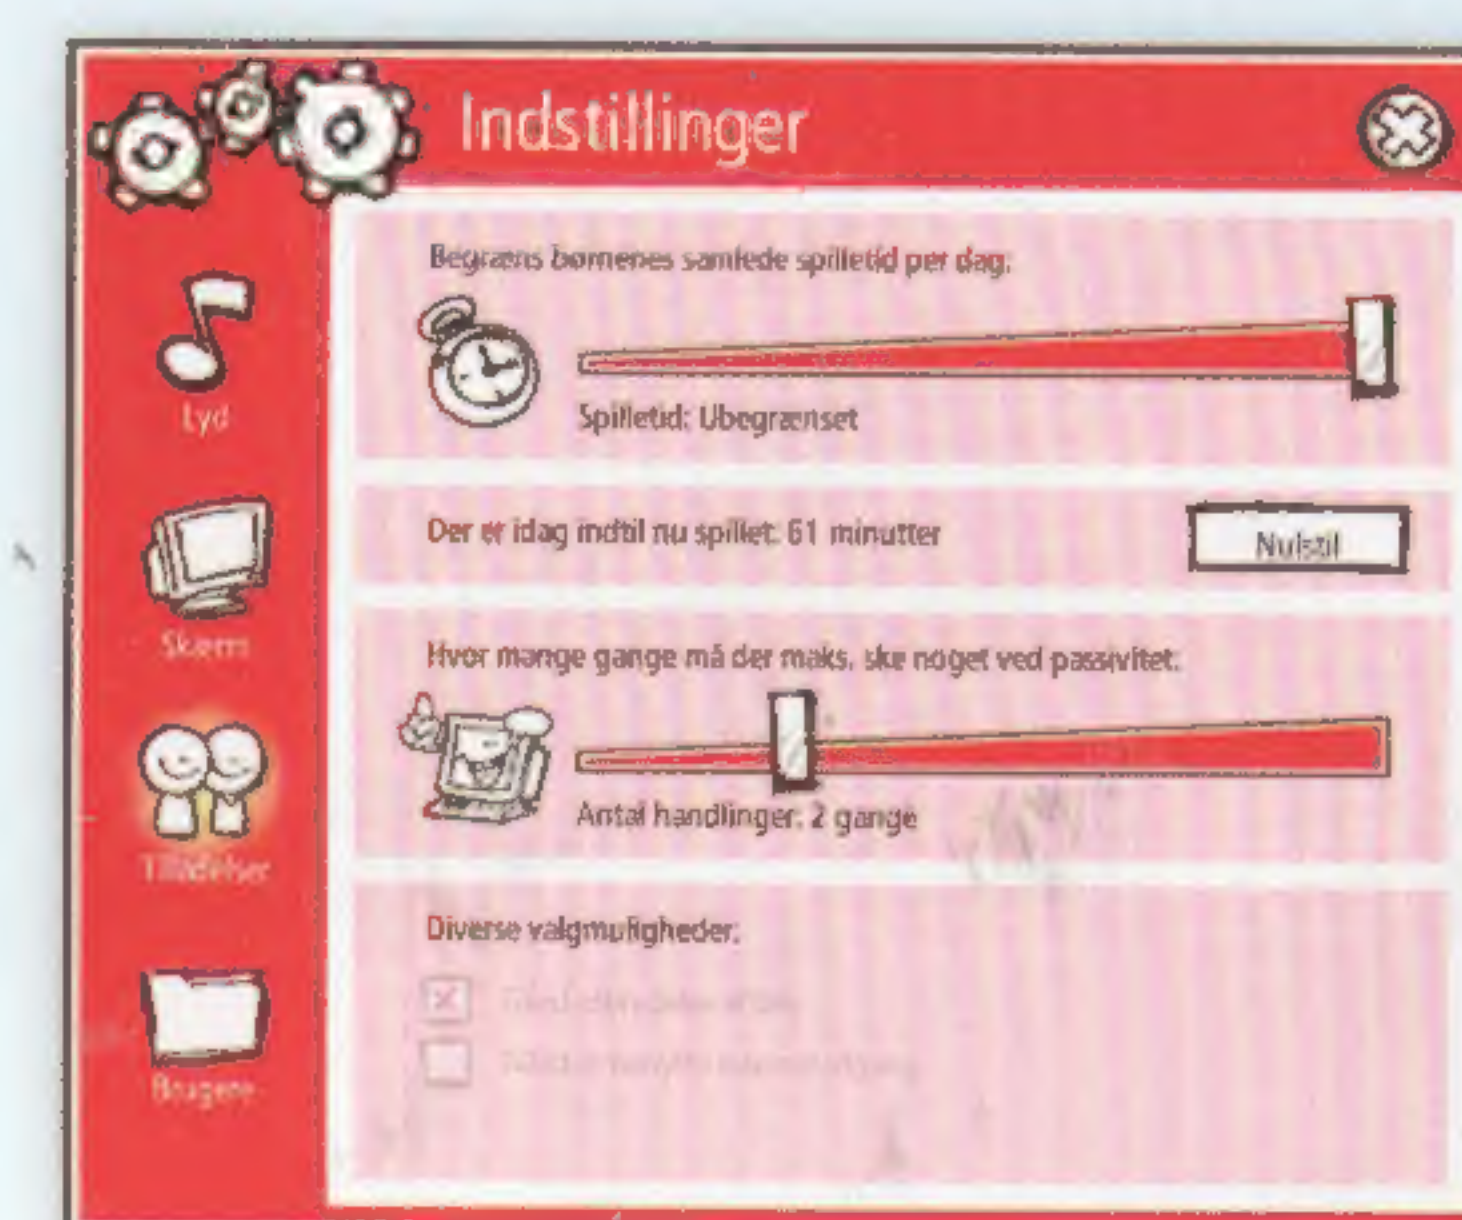 Indstillinger
Begræns børnenes samlede spilletid per dag:
Lyd
Spilletid: Ubegrænset
Der er idag indtil nu spillet: 61 minutter
Nulstil
Skærm
Hvor mange gange må der maks. ske noget ved passivitet:
Antal handlinger: 2 gange
Tilladelser
Diverse valgmuligheder:
Brugere